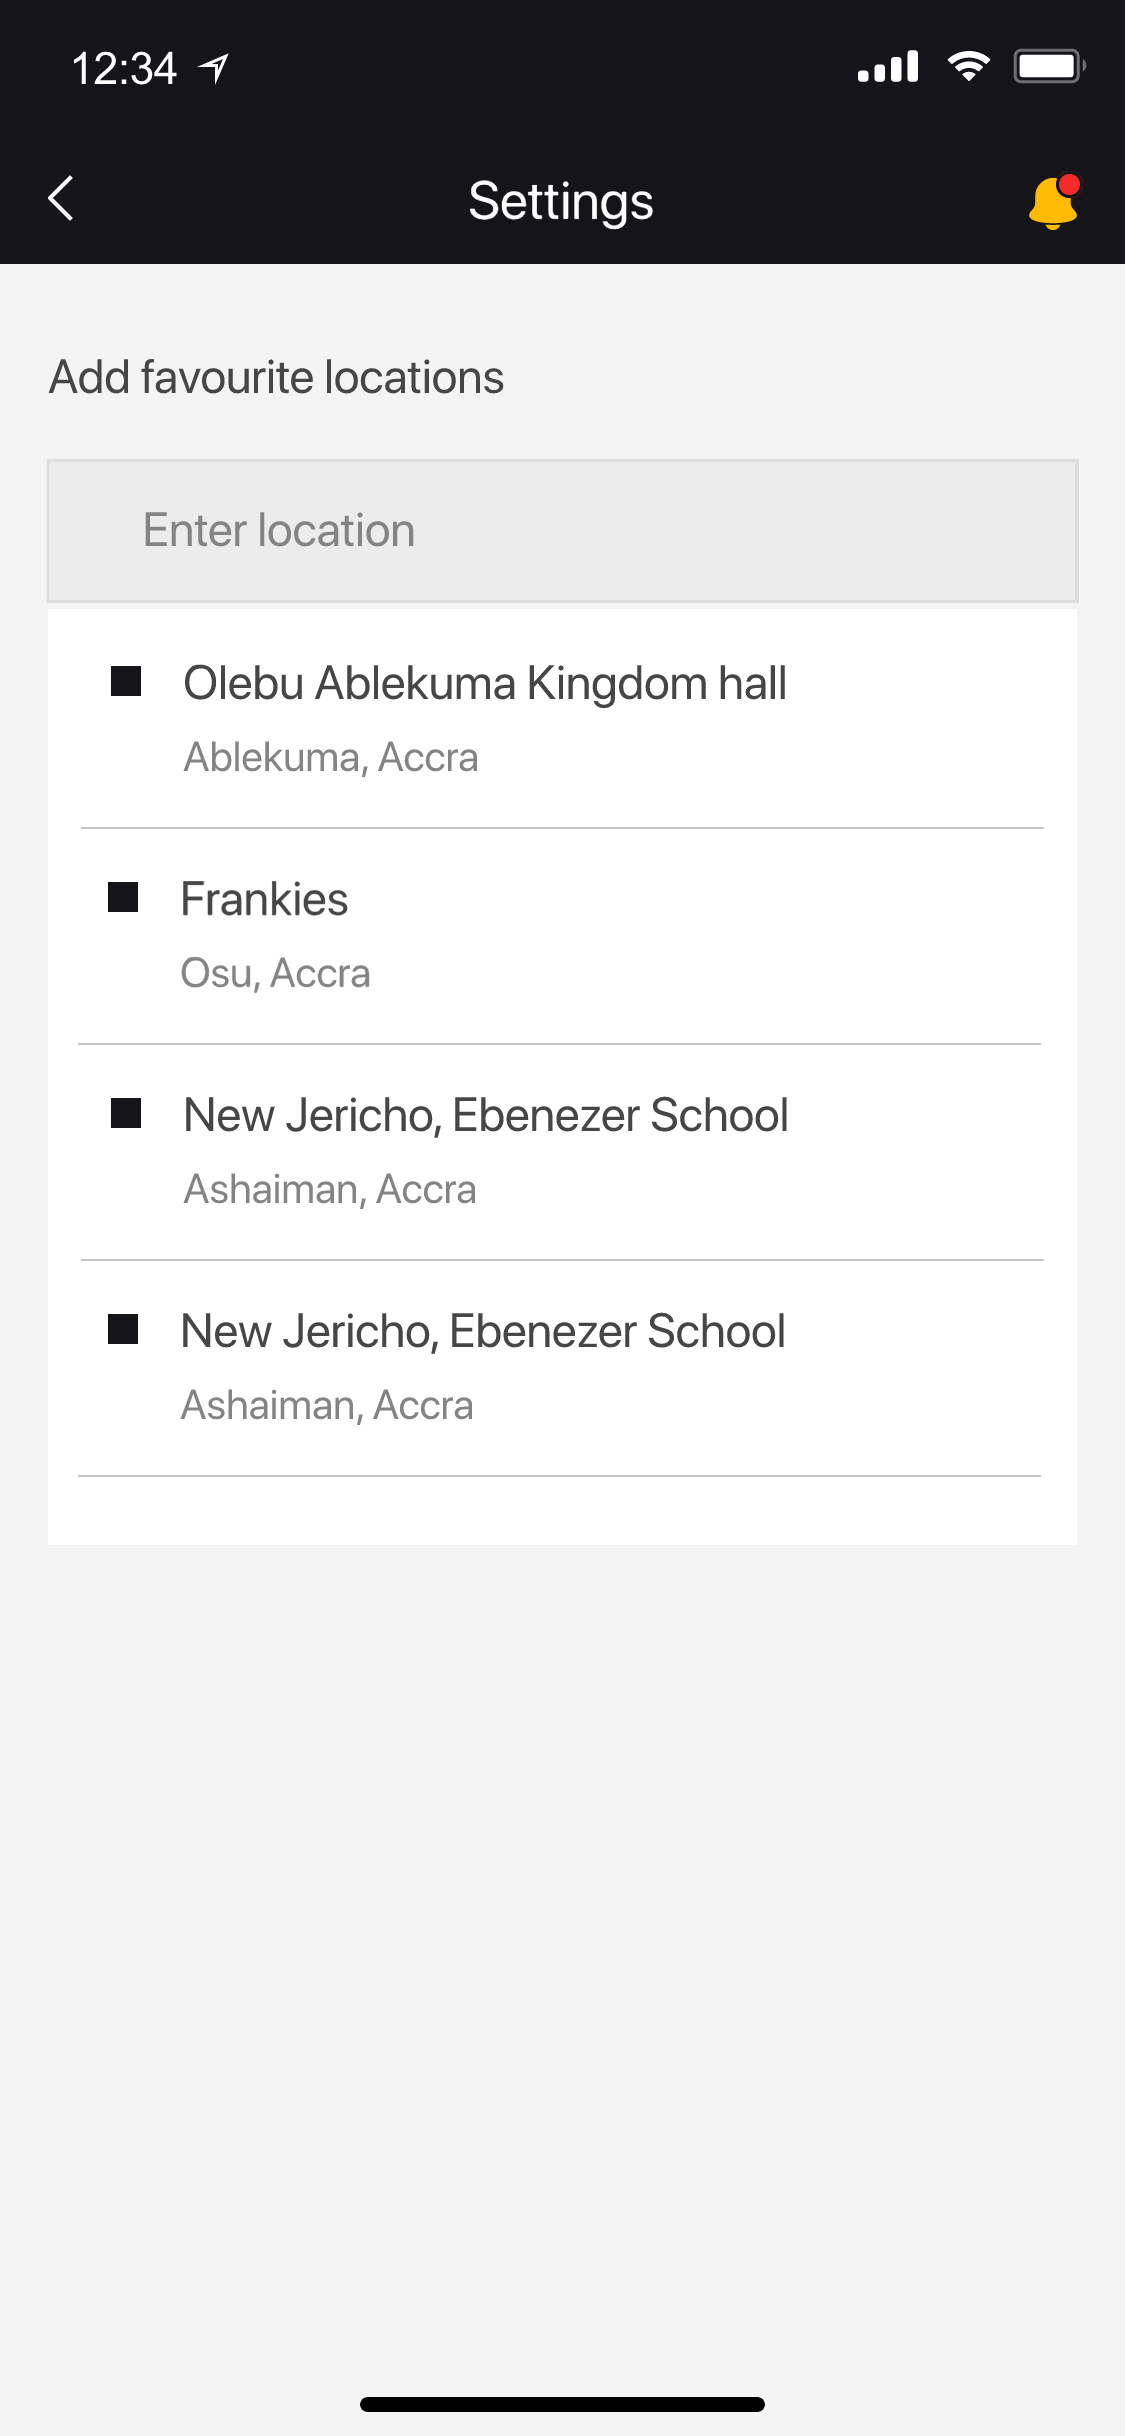 12:34
Settings
Add favourite locations
Enter location
Olebu Ablekuma Kingdom hall
Ablekuma, Accra
Frankies
Osu, Accra
New Jericho, Ebenezer School
Ashaiman, Accra
New Jericho, Ebenezer School
Ashaiman, Accra